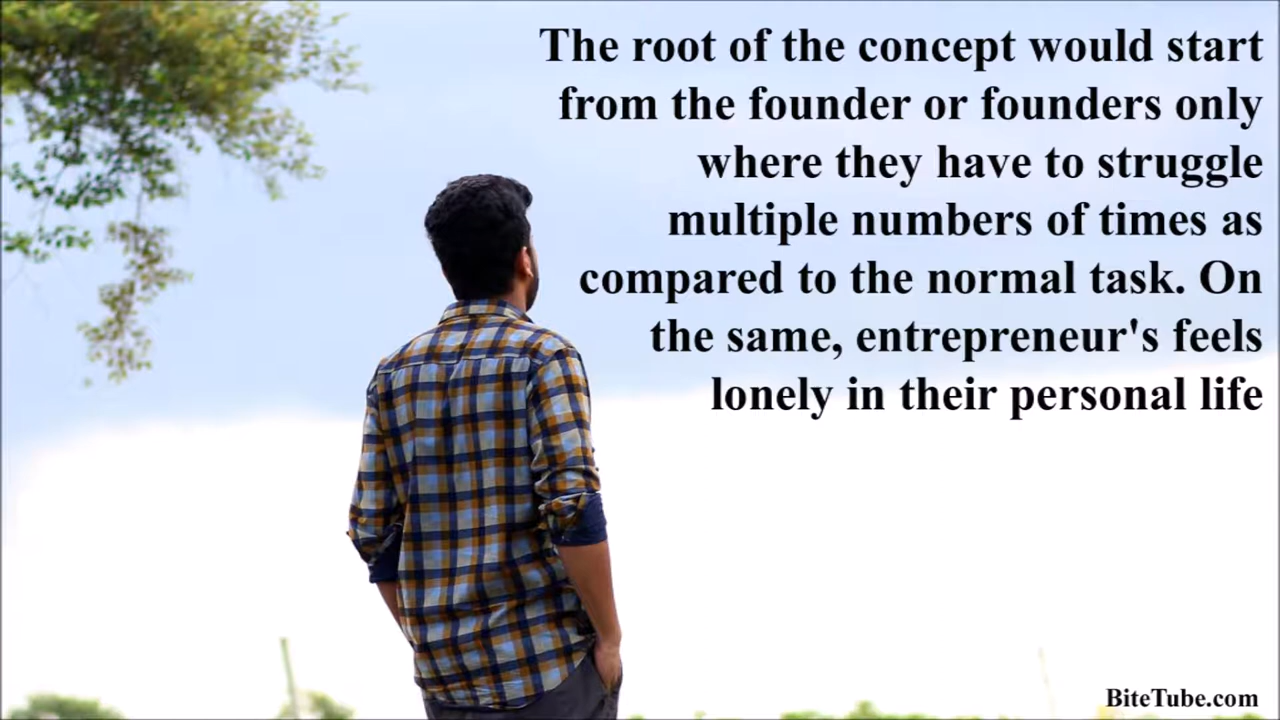 The root of the concept would start
from the founder or founders only
where they have to struggle
multiple numbers of times as
compared to the normal task. On
the same, entrepreneur's feels
lonely in their personal life
BiteTube.com